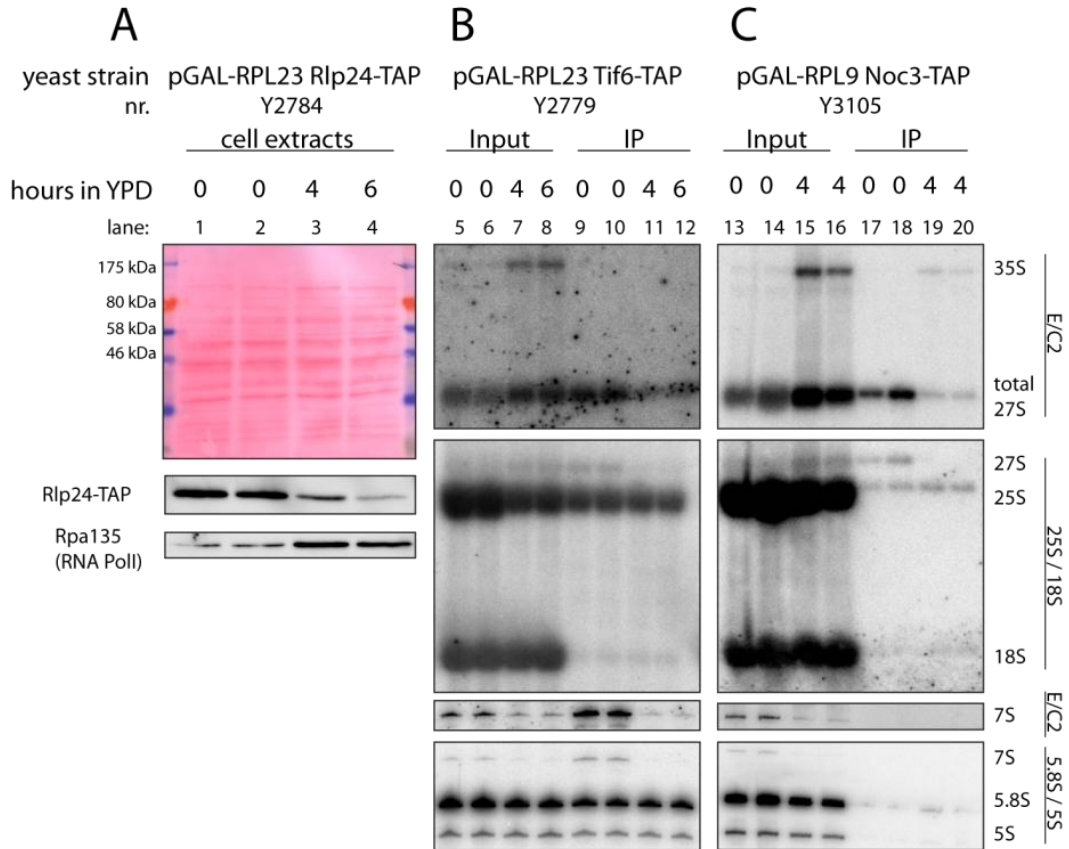 A B C
yeast strain pGAL-RPL23 Rlp24-TAP pGAL-RPL23 Tif6-TAP pGAL-RPL9 Noc3-TAP
nr. Y2784 Y2779 Y3105
cell extracts Input IP Input IP
hours in YPD 0 0 4 6 0 0 4 6 0 0 4 6 0 0 4 4 0 0 4 4
lane: 1 2 3 4 5 6 7 8 9 10 11 12 13 14 15 16 17 18 19 20
175 kDa
80 kDa
58 kDa
46 kDa
35S
total
27S
E/C2
27S
25S
18S
25S / 18S
Rlp24-TAP
Rpa135
(RNA PolI)
7S
E/C2
7S
5.8S
5S
5.8S / 5S